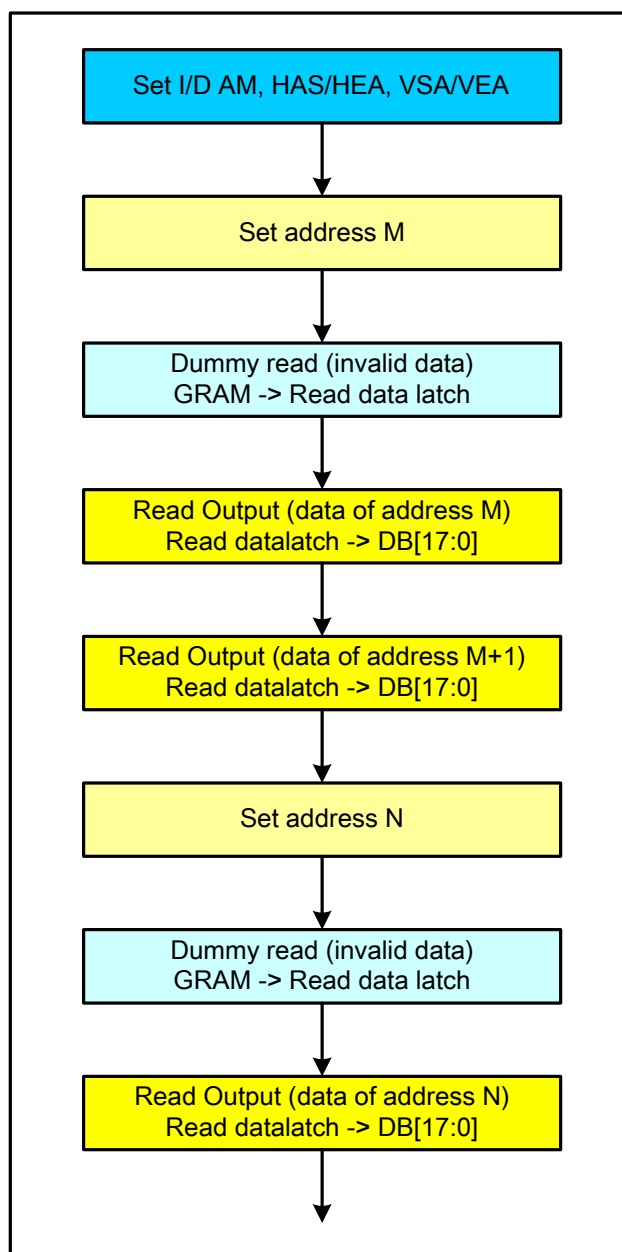 Set I/D AM, HAS/HEA, VSA/VEA
Set address M
Dummy read (invalid data)
GRAM -> Read data latch
Read Output (data of address M)
Read datalatch -> DB[17:0]
Read Output (data of address M+1)
Read datalatch -> DB[17:0]
Set address N
Dummy read (invalid data)
GRAM -> Read data latch
Read Output (data of address N)
Read datalatch -> DB[17:0]